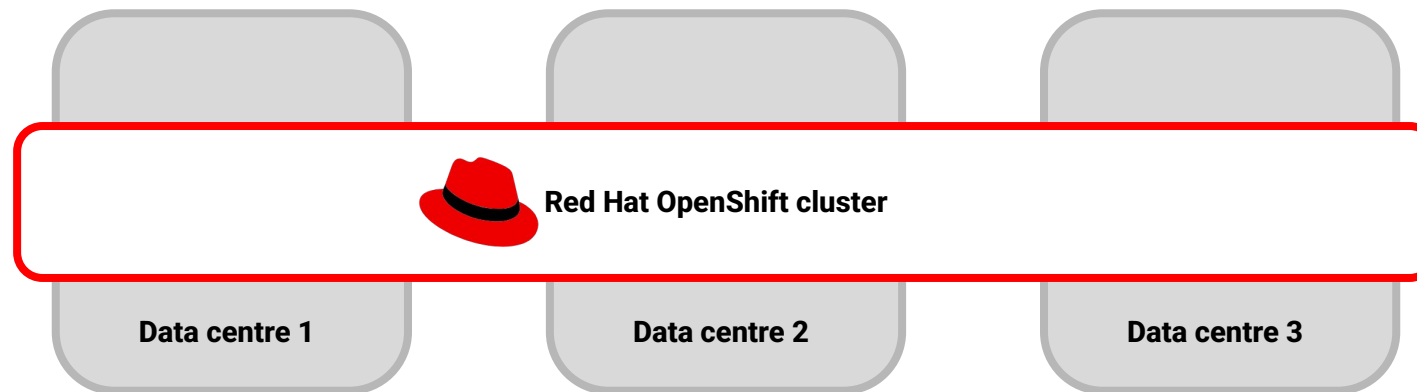 Red Hat OpenShift cluster
Data centre 1
Data centre 2
Data centre 3